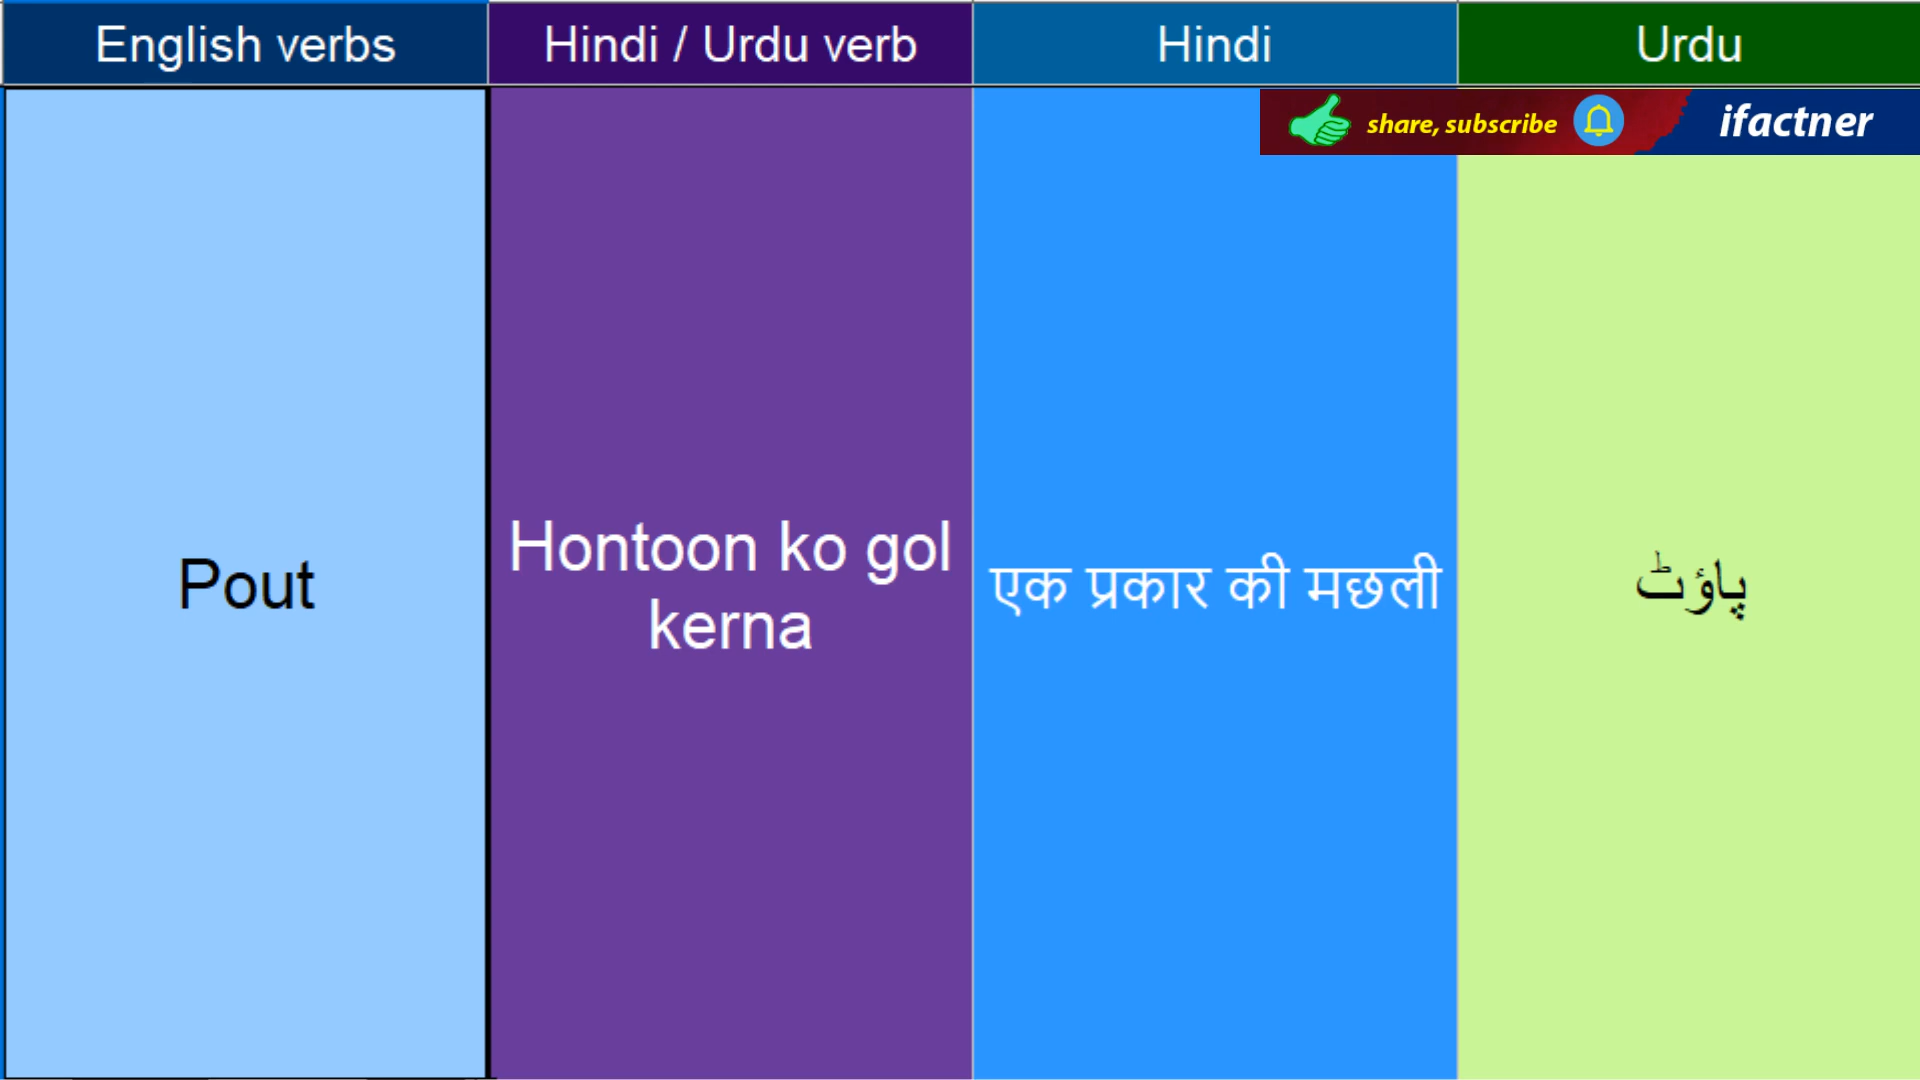 English verbs
Hindi / Urdu verb
Hindi
Urdu
share, subscribe
ifactner
Pout
Hontoon ko gol
kerna
एक प्रकार की मछली
پاؤٹ